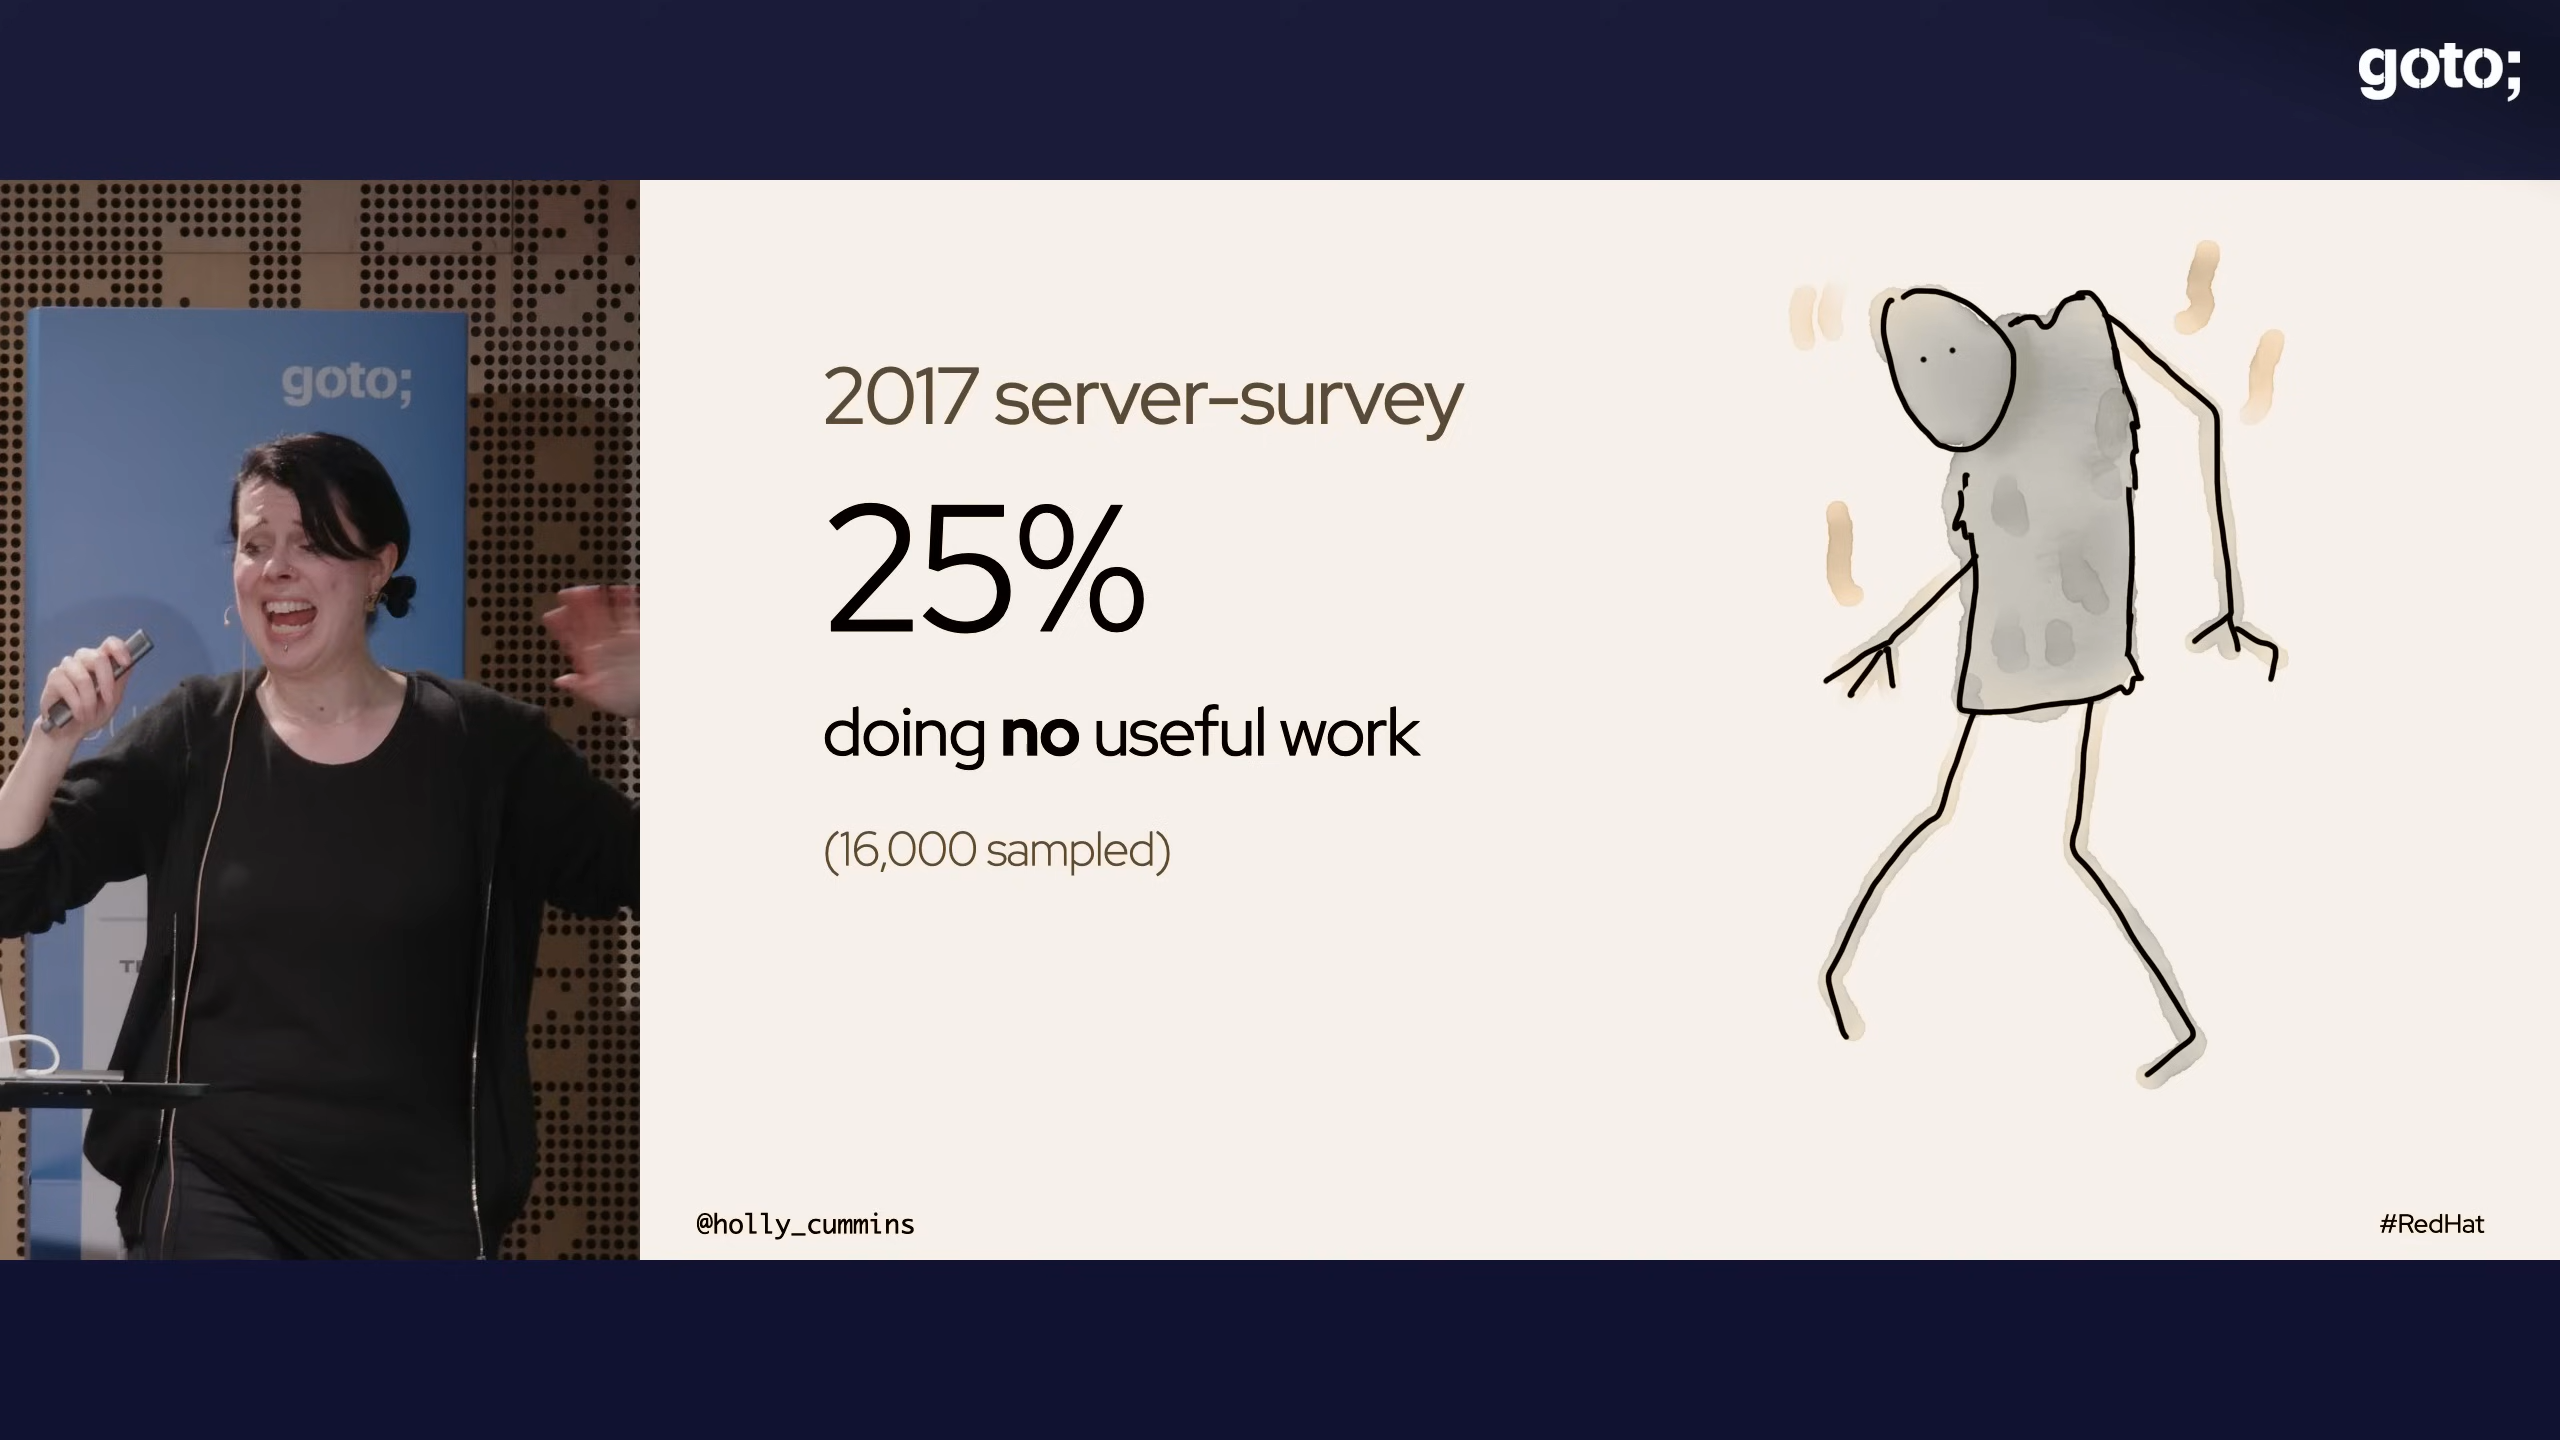 goto;
goto;
2017 server-survey
25%
doing no useful work
(16,000 sampled)
@holly_cummins
#RedHat